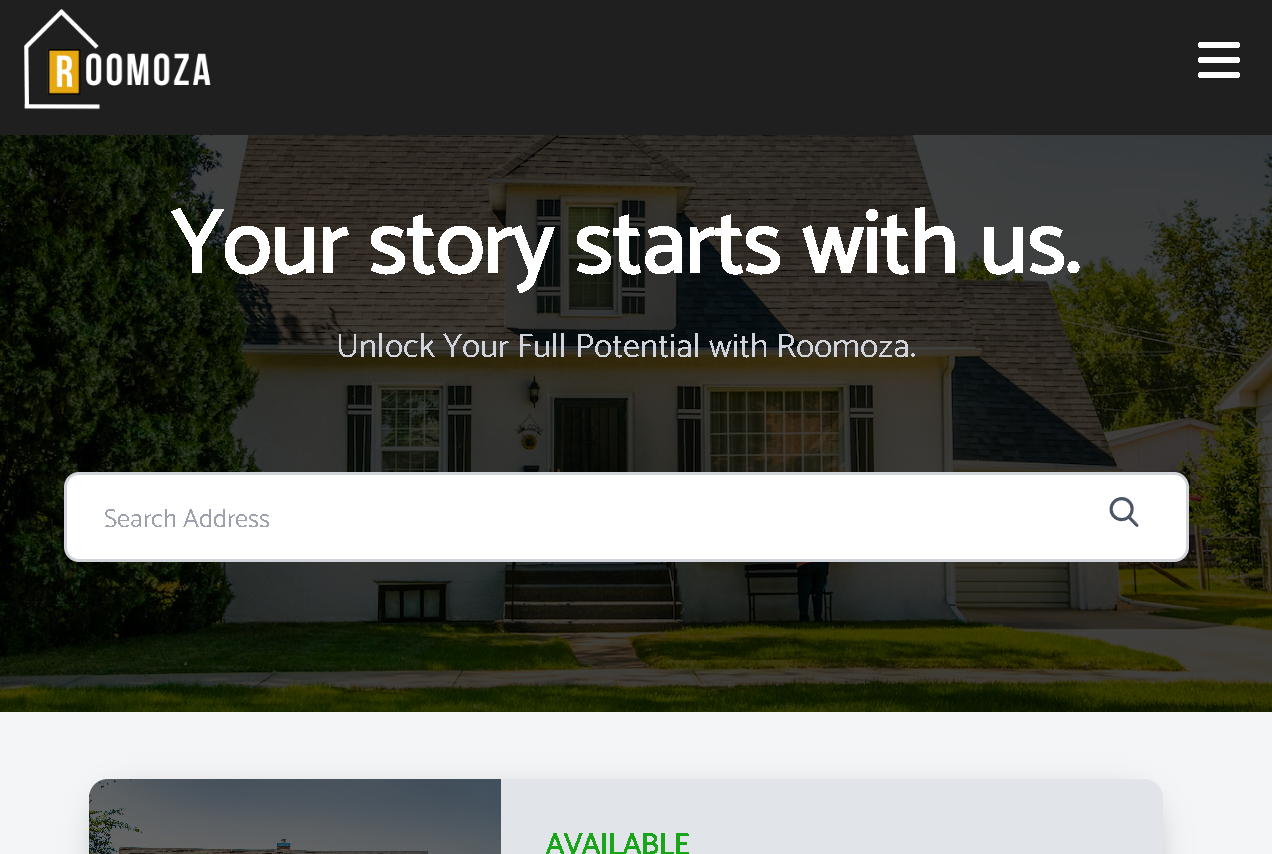 ROOMOZA
Your story starts with us.
Unlock Your Full Potential with Roomoza.
Search Address
AVAILABLE